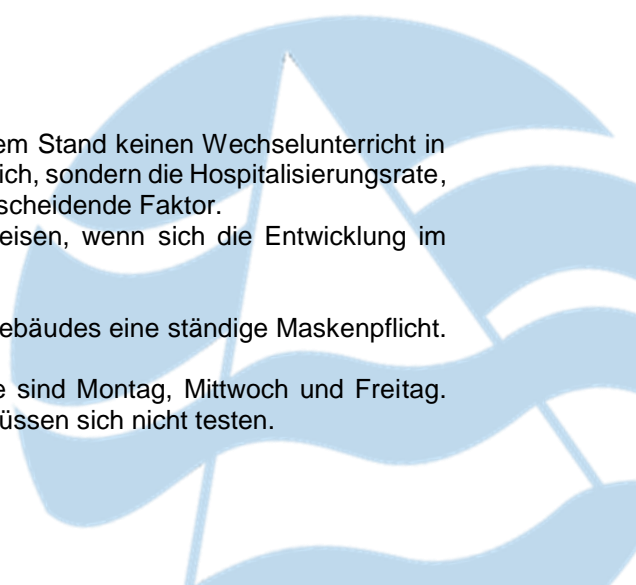 em Stand keinen Wechselunterricht in
ich, sondern die Hospitalisierungsrate,
scheidende Faktor.
eisen, wenn sich die Entwicklung im
ebäudes eine ständige Maskenpflicht.
e sind Montag, Mittwoch und Freitag.
üssen sich nicht testen.